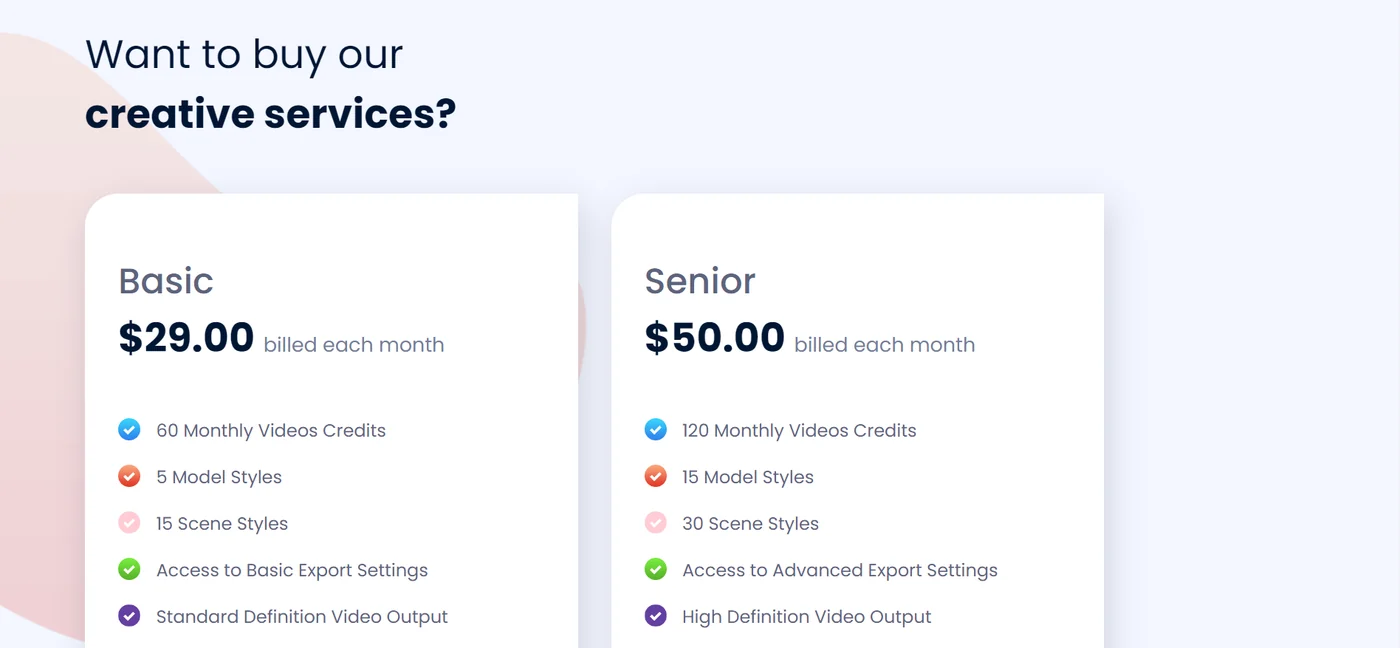 Want to buy our
creative services?
Basic
$29.00 billed each month
60 Monthly Videos Credits
5 Model Styles
15 Scene Styles
Access to Basic Export Settings
Standard Definition Video Output
Senior
$50.00 billed each month
120 Monthly Videos Credits
15 Model Styles
30 Scene Styles
Access to Advanced Export Settings
High Definition Video Output